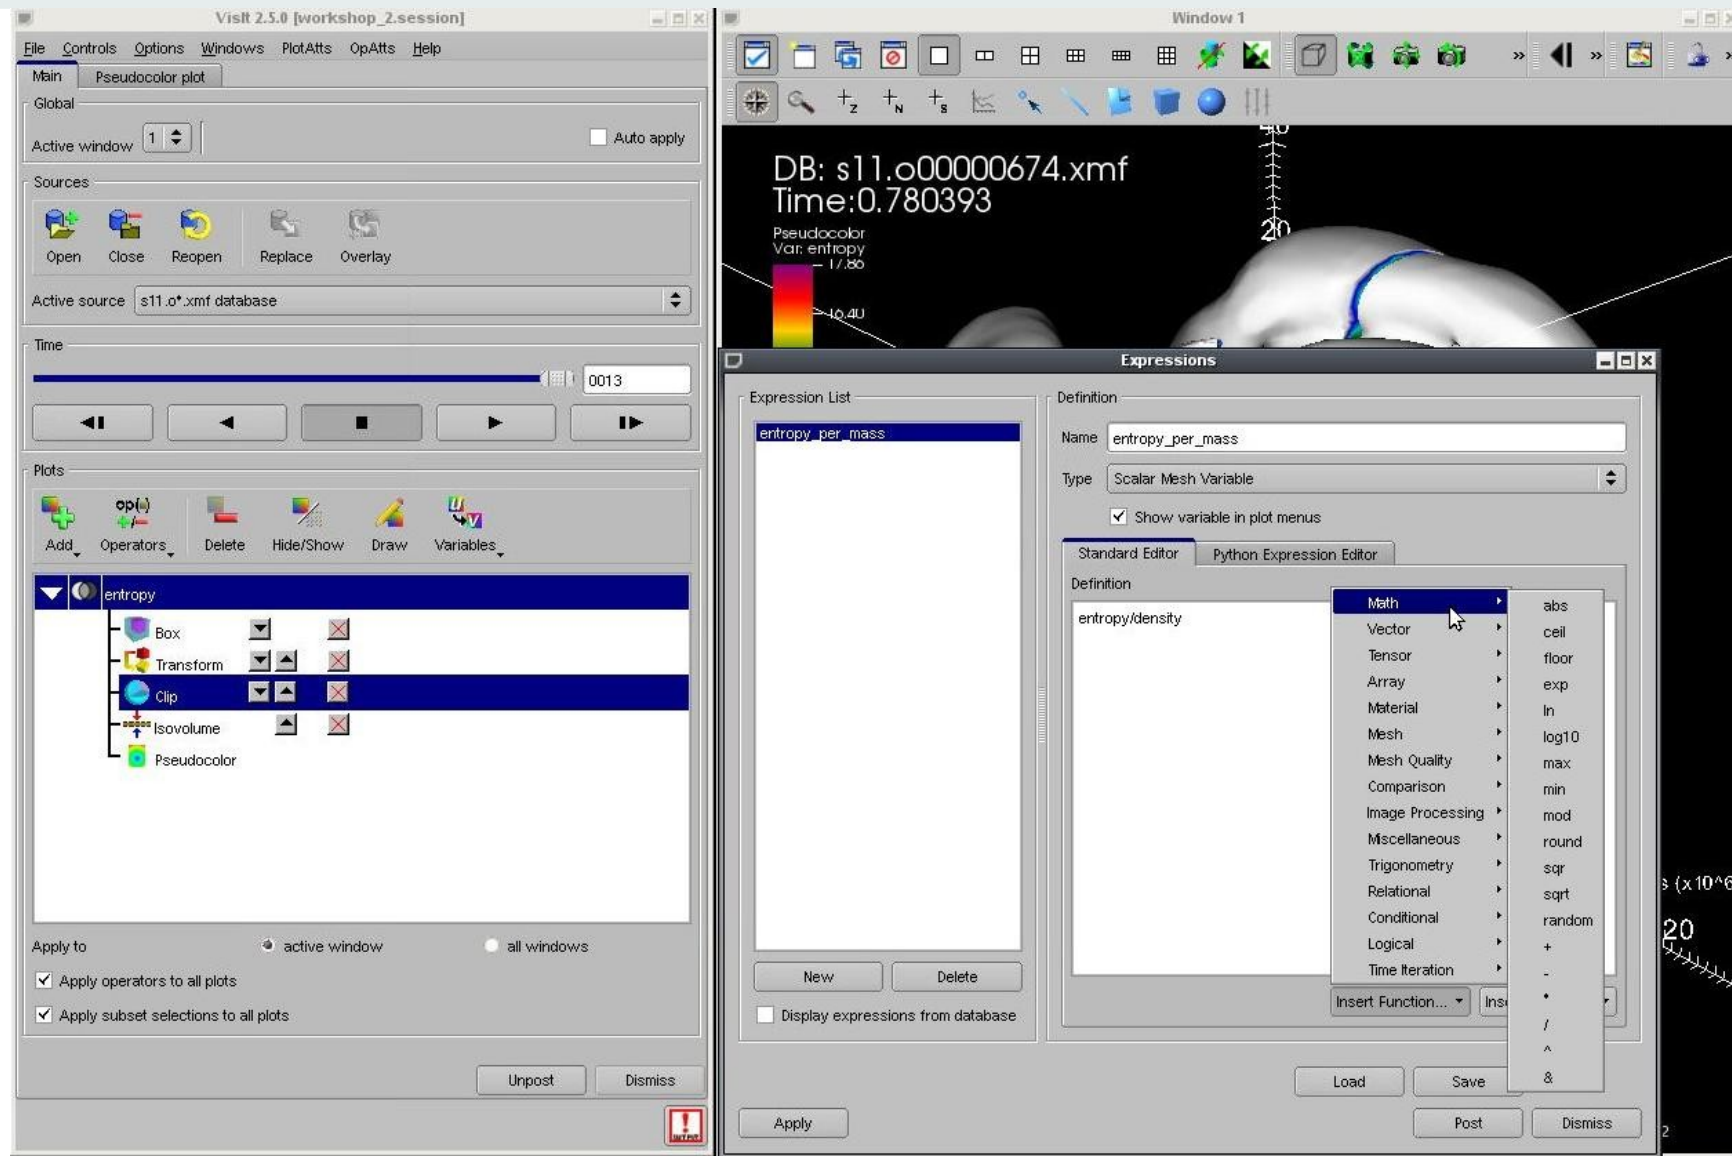 VisIt 2.5.0 [workshop_2.session]
File Controls Options Windows PlotAtts OpAtts Help
Main Pseudocolor plot
Global
Active window 1 Auto apply
Sources
Open Close Reopen Replace Overlay
Active source s11.o*.xmf database
Time
0013
Plots
op(=)
+/-
Add Operators Delete Hide/Show Draw Variables
entropy
Box
Transform
Clip
Isovolume
Pseudocolor
Apply to active window all windows
Apply operators to all plots
Apply subset selections to all plots
Unpost Dismiss
Window 1
Z N S
40
DB: s11.o00000674.xmf
Time:0.780393
Pseudocolor
Var: entropy
17.86
16.40
20
Expressions
Expression List
entropy_per_mass
New Delete
Display expressions from database
Definition
Name entropy_per_mass
Type Scalar Mesh Variable
Show variable in plot menus
Standard Editor Python Expression Editor
Definition
entropy/density
Math
Vector
Tensor
Array
Material
Mesh
Mesh Quality
Comparison
Image Processing
Miscellaneous
Trigonometry
Relational
Conditional
Logical
Time Iteration
Insert Function...
abs
ceil
floor
exp
ln
log10
max
min
mod
round
sqr
sqrt
random
+
-
*
/
^
&
Load Save
Apply Post Dismiss
(x10^6
20
2